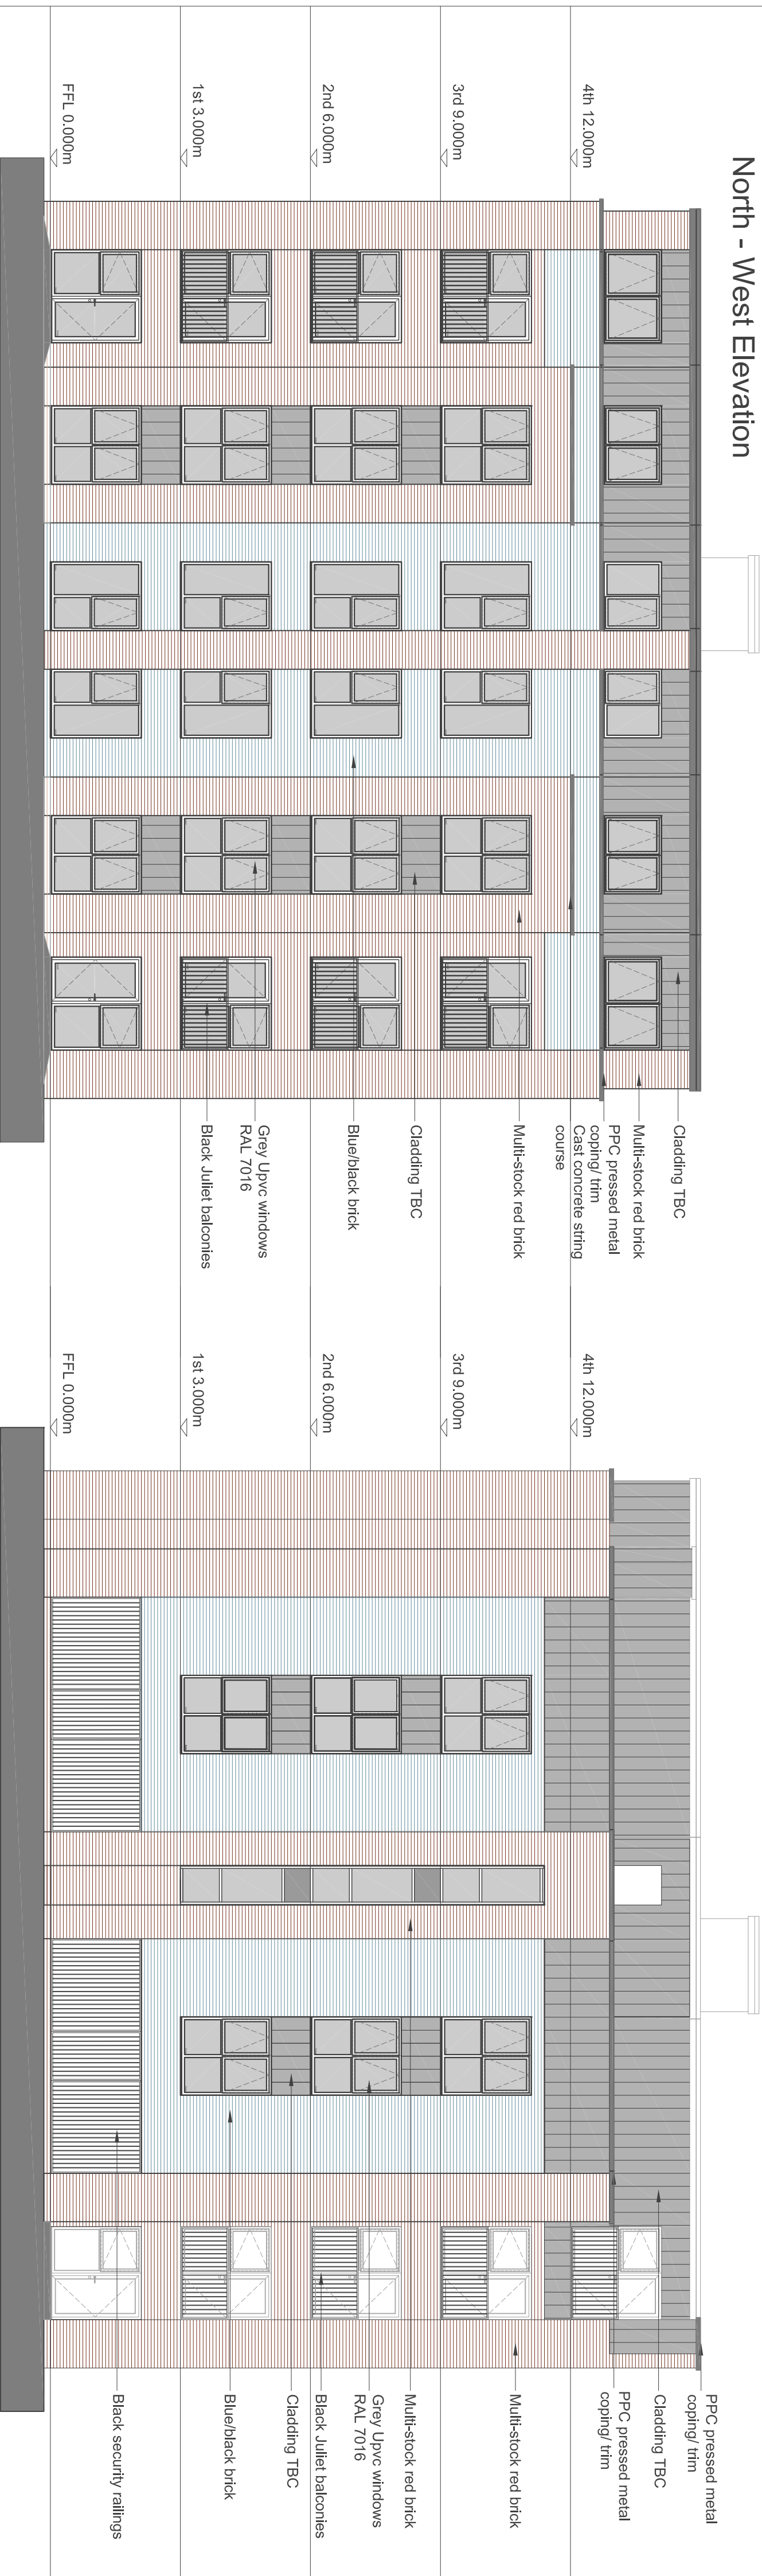 North - West Elevation
4th 12.000m
3rd 9.000m
2nd 6.000m
1st 3.000m
FFL 0.000m
Cladding TBC
Multi-stock red brick
PPC pressed metal
coping/ trim
Cast concrete string
course
Multi-stock red brick
Cladding TBC
Blue/black brick
Grey Upvc windows
RAL 7016
Black Juliet balconies
4th 12.000m
3rd 9.000m
2nd 6.000m
1st 3.000m
FFL 0.000m
PPC pressed metal
coping/ trim
Cladding TBC
PPC pressed metal
coping/ trim
Multi-stock red brick
Multi-stock red brick
Grey Upvc windows
RAL 7016
Black Juliet balconies
Cladding TBC
Blue/black brick
Black security railings